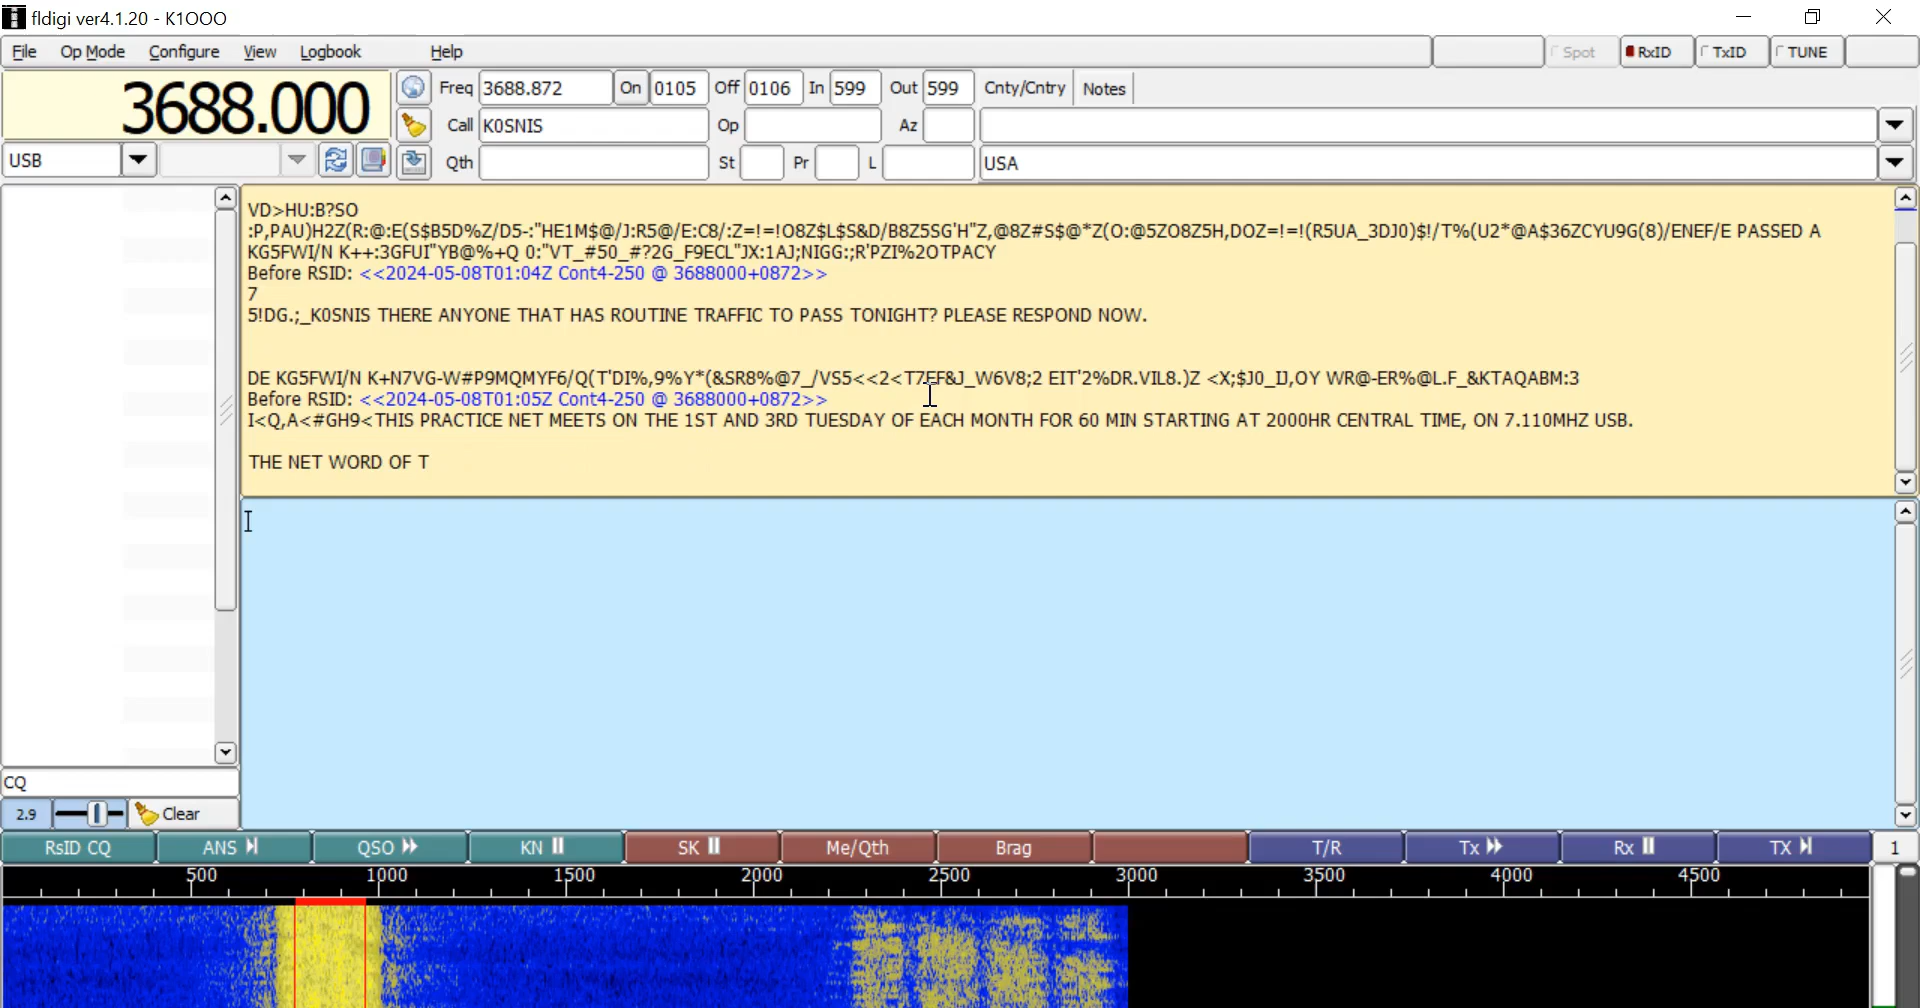 fldigi ver4.1.20 - K1OOO
File Op Mode Configure View Logbook Help Spot RxID TxID TUNE
3688.000 Freq 3688.872 On 0105 Off 0106 In 599 Out 599 Cnty/Cntry Notes
Call K0SNIS Op Az
USB Qth St Pr L USA
VD>HU:B?SO
:P,PAU)H2Z(R:@:E(S$B5D%Z/D5-:"HE1M$@/J:R5@/E:C8/:Z=!=!O8Z$L$S&D/B8Z5SG'H"Z,@8Z#S$@*Z(O:@5ZO8Z5H,DOZ=!=!(R5UA_3DJ0)$!/T%(U2*@A$36ZCYU9G(8)/ENEF/E PASSED A
KG5FWI/N K++:3GFUI"YB@%+Q 0:"VT_#50_#?2G_F9ECL"JX:1AJ;NIGG:;R'PZI%2OTPACY
Before RSID: <<2024-05-08T01:04Z Cont4-250 @ 3688000+0872>>
7
5!DG.;_K0SNIS THERE ANYONE THAT HAS ROUTINE TRAFFIC TO PASS TONIGHT? PLEASE RESPOND NOW.
DE KG5FWI/N K+N7VG-W#P9MQMYF6/Q(T'DI%,9%Y*(&SR8%@7_/VS5<<2<T7EF&J_W6V8;2 EIT'2%DR.VIL8.)Z <X;$J0_IJ,OY WR@-ER%@L.F_&KTAQABM:3
Before RSID: <<2024-05-08T01:05Z Cont4-250 @ 3688000+0872>>
I<Q,A<#GH9<THIS PRACTICE NET MEETS ON THE 1ST AND 3RD TUESDAY OF EACH MONTH FOR 60 MIN STARTING AT 2000HR CENTRAL TIME, ON 7.110MHZ USB.
THE NET WORD OF T
CQ
2.9 Clear
RsID CQ ANS QSO KN SK Me/Qth Brag T/R Tx Rx TX 1
500 1000 1500 2000 2500 3000 3500 4000 4500